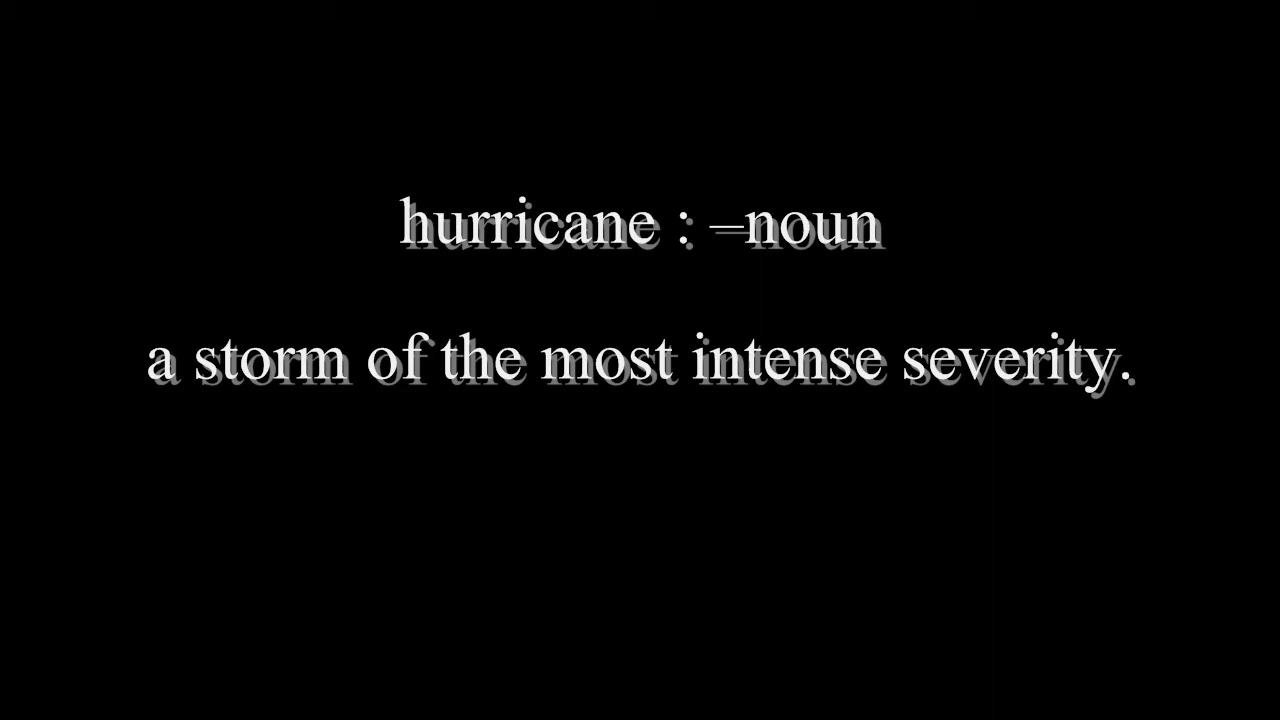 hurricane : –noun
a storm of the most intense severity.